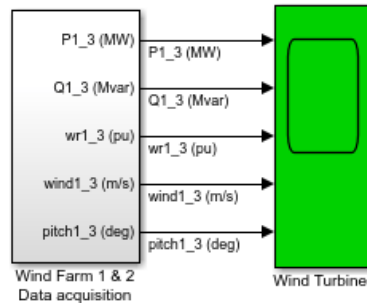 P1_3 (MW)
P1_3 (MW)
Q1_3 (Mvar)
Q1_3 (Mvar)
wr1_3 (pu)
wr1_3 (pu)
wind1_3 (m/s)
wind1_3 (m/s)
pitch1_3 (deg)
pitch1_3 (deg)
Wind Farm 1 & 2
Data acquisition
Wind Turbine